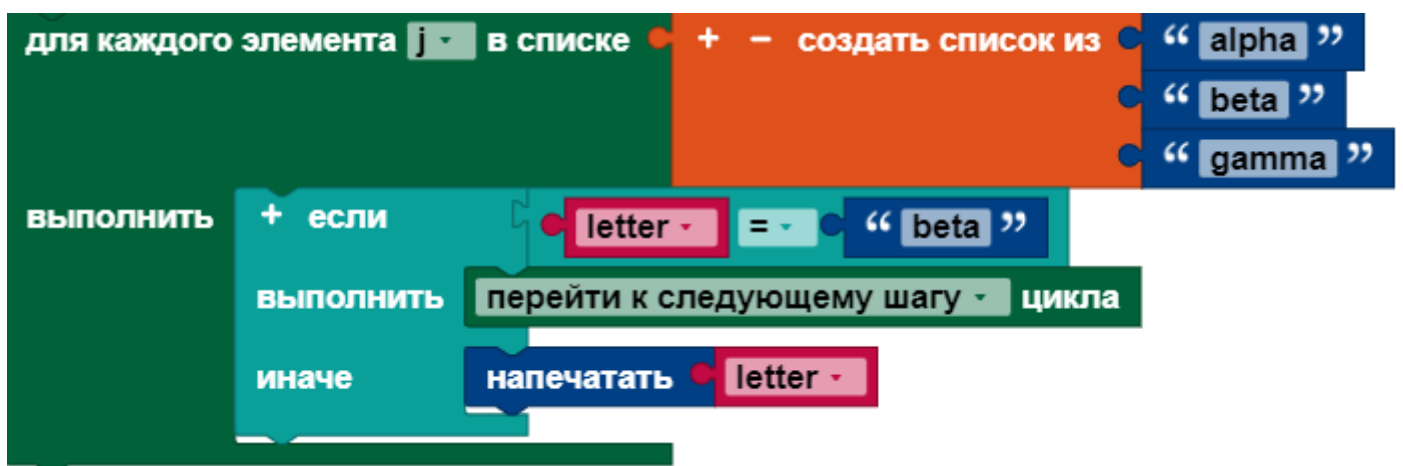 для каждого элемента j в списке + - создать список из “ alpha ”
“ beta ”
“ gamma ”
выполнить + если letter = “ beta ”
выполнить перейти к следующему шагу цикла
иначе напечатать letter